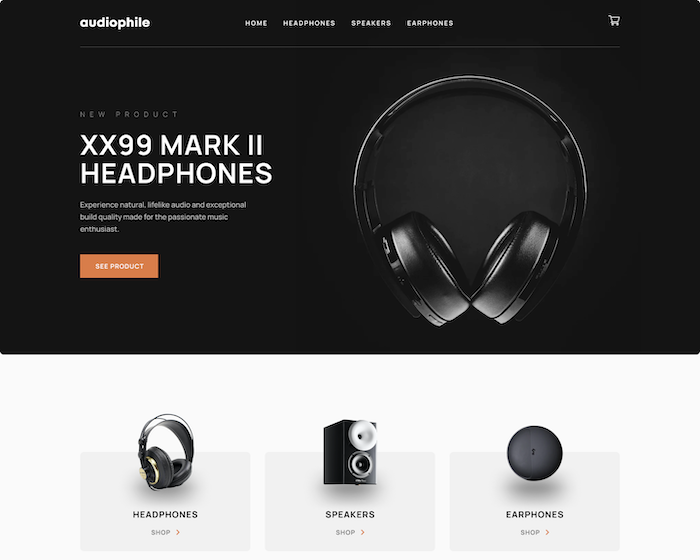 audiophile
HOME HEADPHONES SPEAKERS EARPHONES
NEW PRODUCT
XX99 MARK II
HEADPHONES
Experience natural, lifelike audio and exceptional
build quality made for the passionate music
enthusiast.
SEE PRODUCT
HEADPHONES
SHOP
SPEAKERS
SHOP
EARPHONES
SHOP